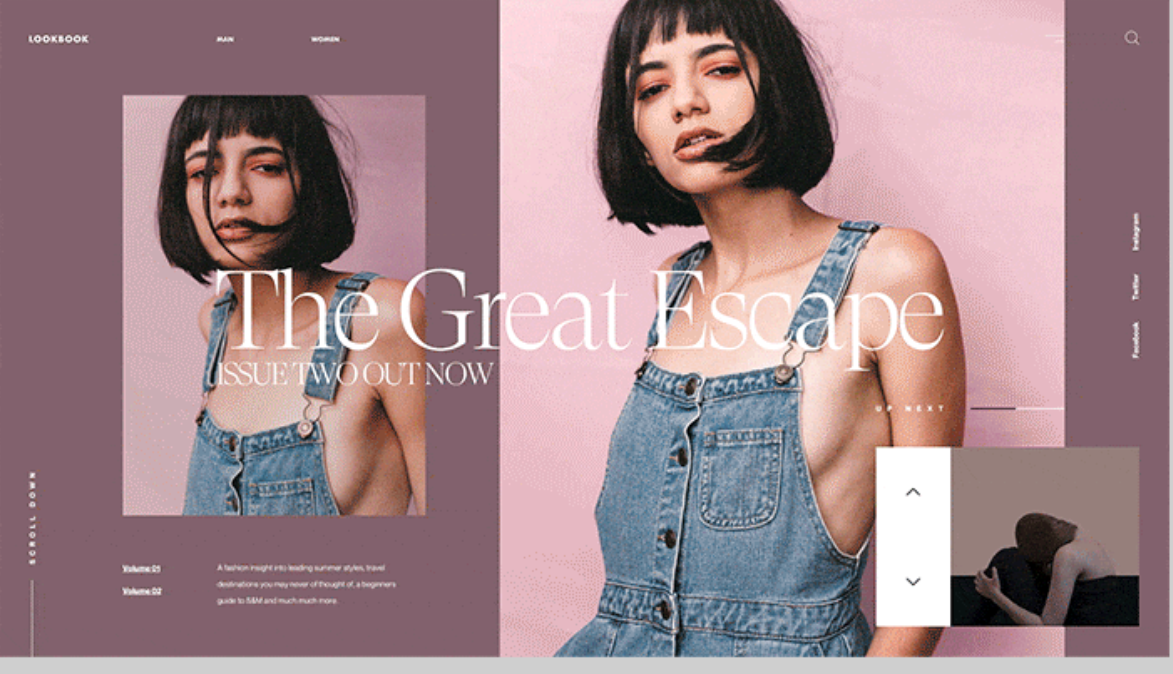 LOOKBOOK
MAN
WOMEN
The Great Escape
ISSUE TWO OUT NOW
UP NEXT
Instagram
Twitter
Facebook
SCROLL DOWN
Volume 01
Volume 02
A fashion insight into leading summer styles, travel
destinations you may never of thought of, a beginners
guide to S&M and much much more.